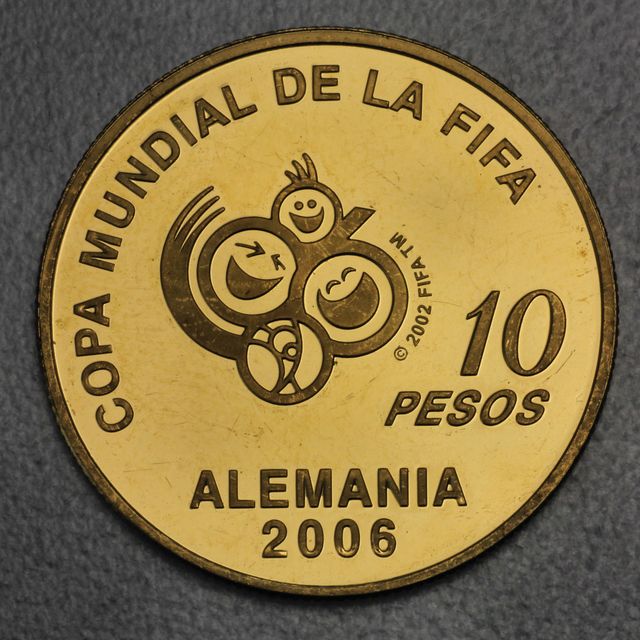 COPA MUNDIAL DE LA FIFA
© 2002 FIFA TM
10
PESOS
ALEMANIA
2006